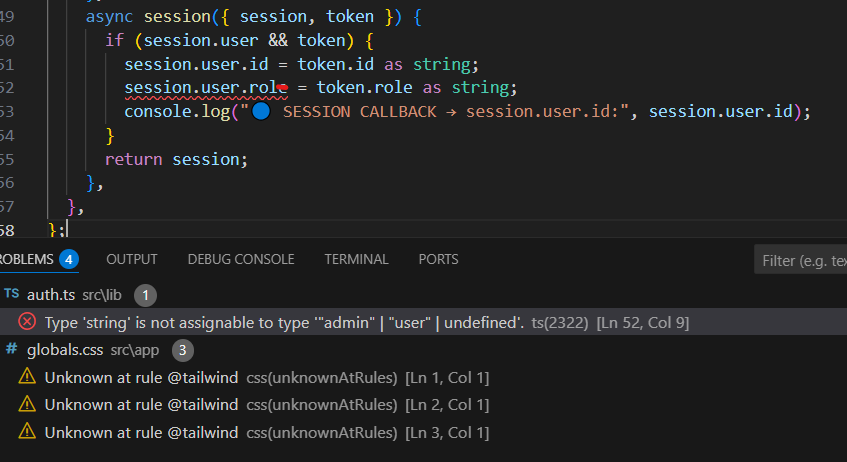 49 async session({ session, token }) {
50 if (session.user && token) {
51 session.user.id = token.id as string;
52 session.user.role = token.role as string;
53 console.log("🔵 SESSION CALLBACK → session.user.id:", session.user.id);
54 }
55 return session;
56 },
57 },
58 };
ROBLEMS 4 OUTPUT DEBUG CONSOLE TERMINAL PORTS Filter (e.g. tex
TS auth.ts src\lib 1
Type 'string' is not assignable to type '"admin" | "user" | undefined'. ts(2322) [Ln 52, Col 9]
# globals.css src\app 3
Unknown at rule @tailwind css(unknownAtRules) [Ln 1, Col 1]
Unknown at rule @tailwind css(unknownAtRules) [Ln 2, Col 1]
Unknown at rule @tailwind css(unknownAtRules) [Ln 3, Col 1]